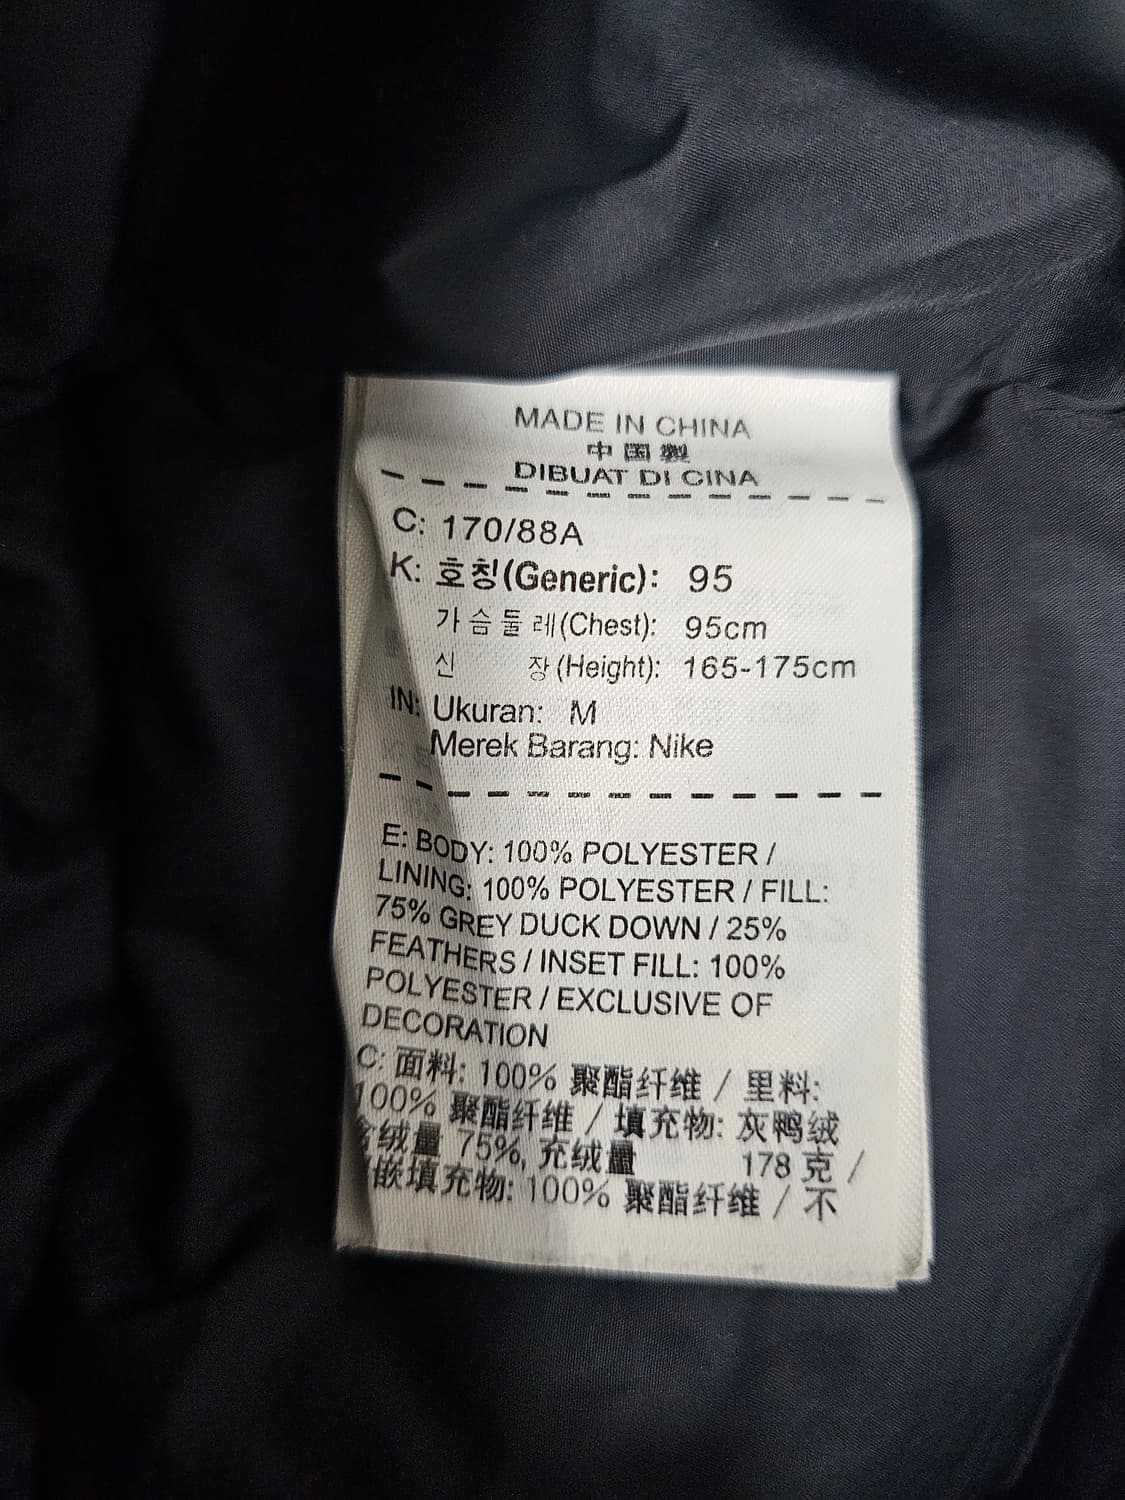 MADE IN CHINA
中国製
DIBUAT DI CINA
C: 170/88A
K: 호칭(Generic): 95
가슴둘레(Chest): 95cm
신 장(Height): 165-175cm
IN: Ukuran: M
Merek Barang: Nike
E: BODY: 100% POLYESTER /
LINING: 100% POLYESTER / FILL:
75% GREY DUCK DOWN / 25%
FEATHERS / INSET FILL: 100%
POLYESTER / EXCLUSIVE OF
DECORATION
C: 面料: 100% 聚酯纤维 / 里料:
100% 聚酯纤维 / 填充物: 灰鸭绒
含绒量 75%, 充绒量 178 克 /
嵌填充物: 100% 聚酯纤维 / 不